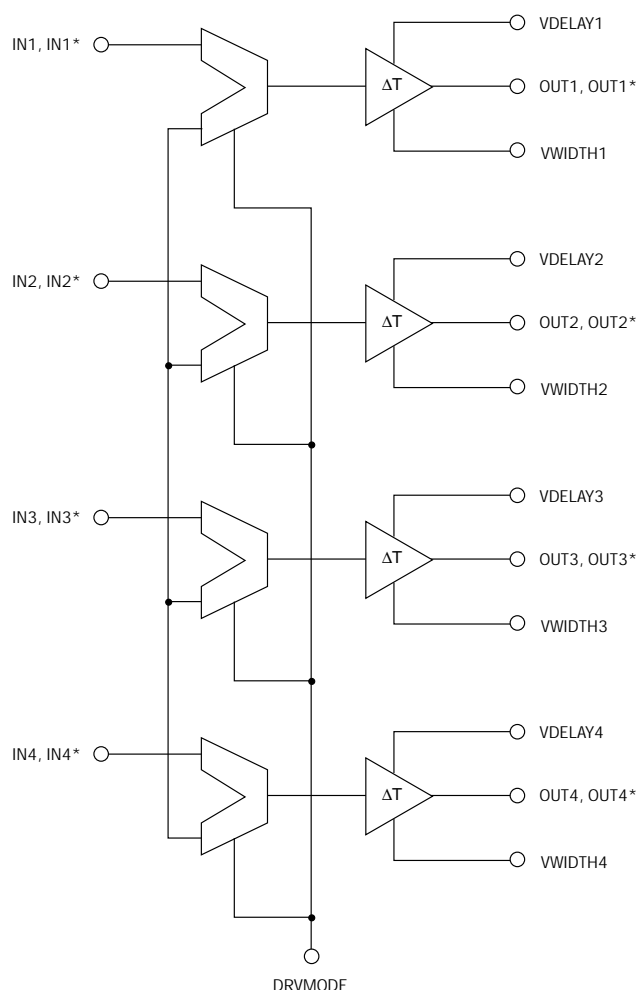 VDELAY1
IN1, IN1*
ΔT
OUT1, OUT1*
VWIDTH1
VDELAY2
IN2, IN2*
ΔT
OUT2, OUT2*
VWIDTH2
VDELAY3
IN3, IN3*
ΔT
OUT3, OUT3*
VWIDTH3
VDELAY4
IN4, IN4*
ΔT
OUT4, OUT4*
VWIDTH4
DRVMODE